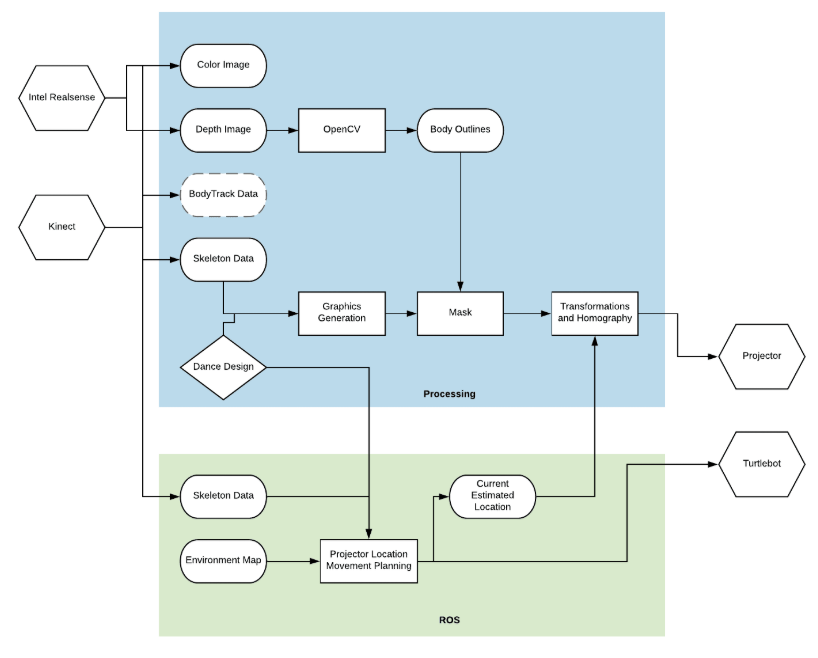 Color Image
Intel Realsense
Depth Image
OpenCV
Body Outlines
BodyTrack Data
Kinect
Skeleton Data
Graphics
Generation
Mask
Transformations
and Homography
Projector
Dance Design
Processing
Turtlebot
Skeleton Data
Current
Estimated
Location
Environment Map
Projector Location
Movement Planning
ROS